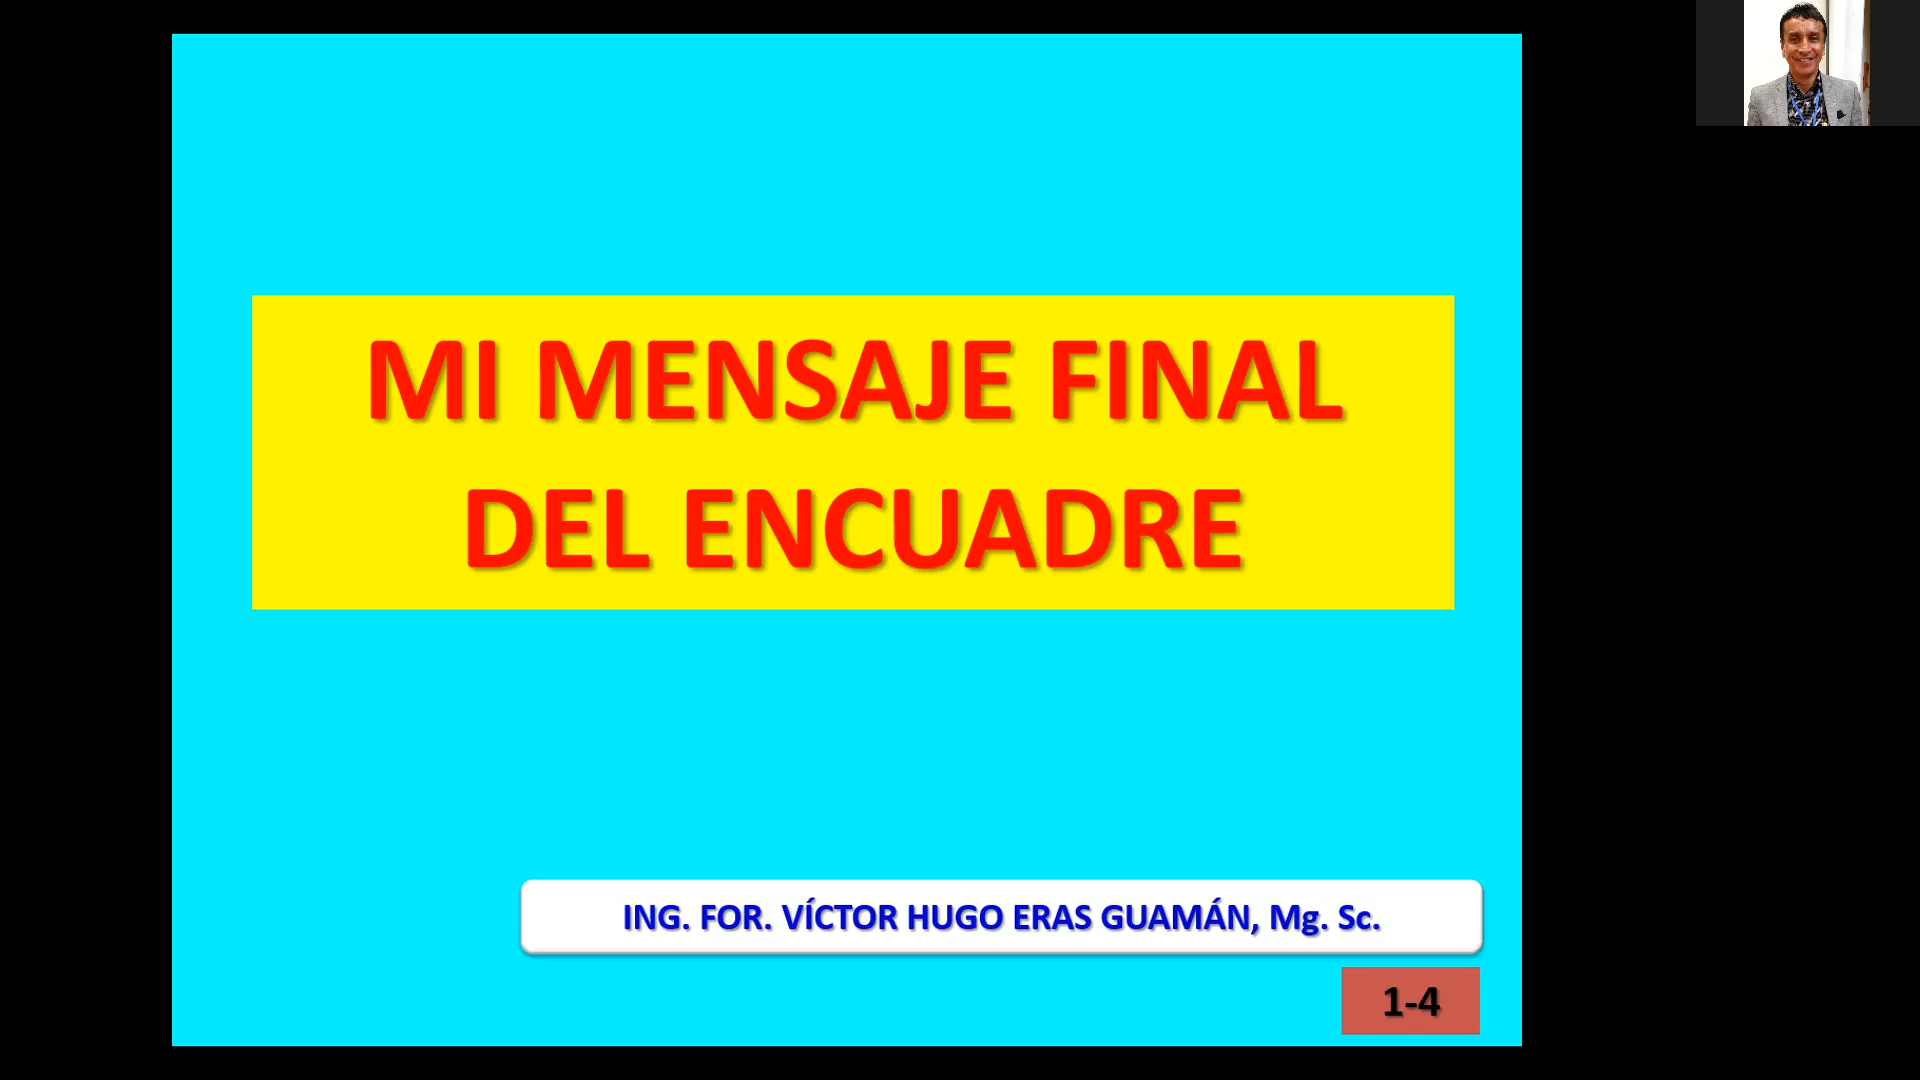 MI MENSAJE FINAL
DEL ENCUADRE
ING. FOR. VÍCTOR HUGO ERAS GUAMÁN, Mg. Sc.
1-4